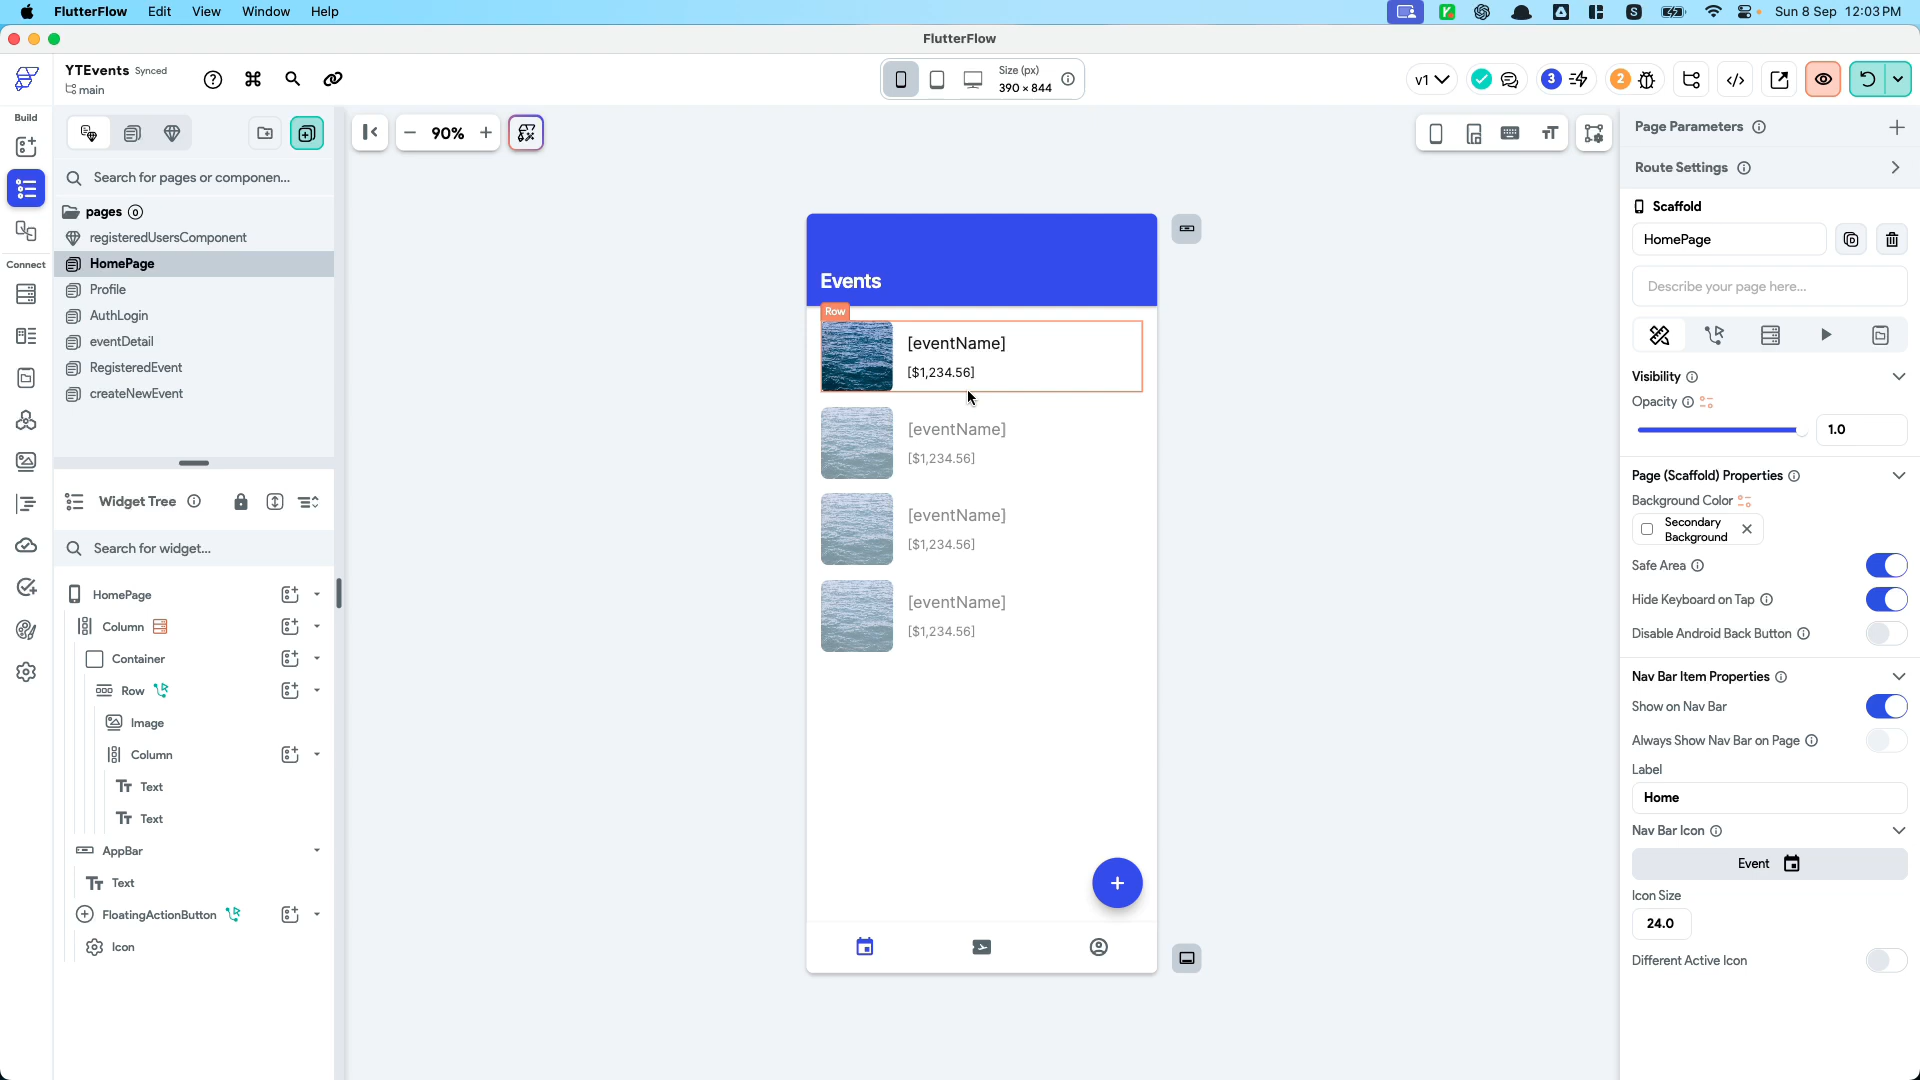 FlutterFlow Edit View Window Help
Sun 8 Sep 12:03 PM
FlutterFlow
YTEvents Synced
main
Size (px)
390 × 844
v1
3
2
Build
Connect
90%
Search for pages or componen...
pages 0
registeredUsersComponent
HomePage
Profile
AuthLogin
eventDetail
RegisteredEvent
createNewEvent
Widget Tree
Search for widget...
HomePage
Column
Container
Row
Image
Column
Text
Text
AppBar
Text
FloatingActionButton
Icon
Events
Row
[eventName]
[$1,234.56]
[eventName]
[$1,234.56]
[eventName]
[$1,234.56]
[eventName]
[$1,234.56]
Page Parameters
Route Settings
Scaffold
HomePage
Describe your page here...
Visibility
Opacity
1.0
Page (Scaffold) Properties
Background Color
Secondary
Background
Safe Area
Hide Keyboard on Tap
Disable Android Back Button
Nav Bar Item Properties
Show on Nav Bar
Always Show Nav Bar on Page
Label
Home
Nav Bar Icon
Event
Icon Size
24.0
Different Active Icon